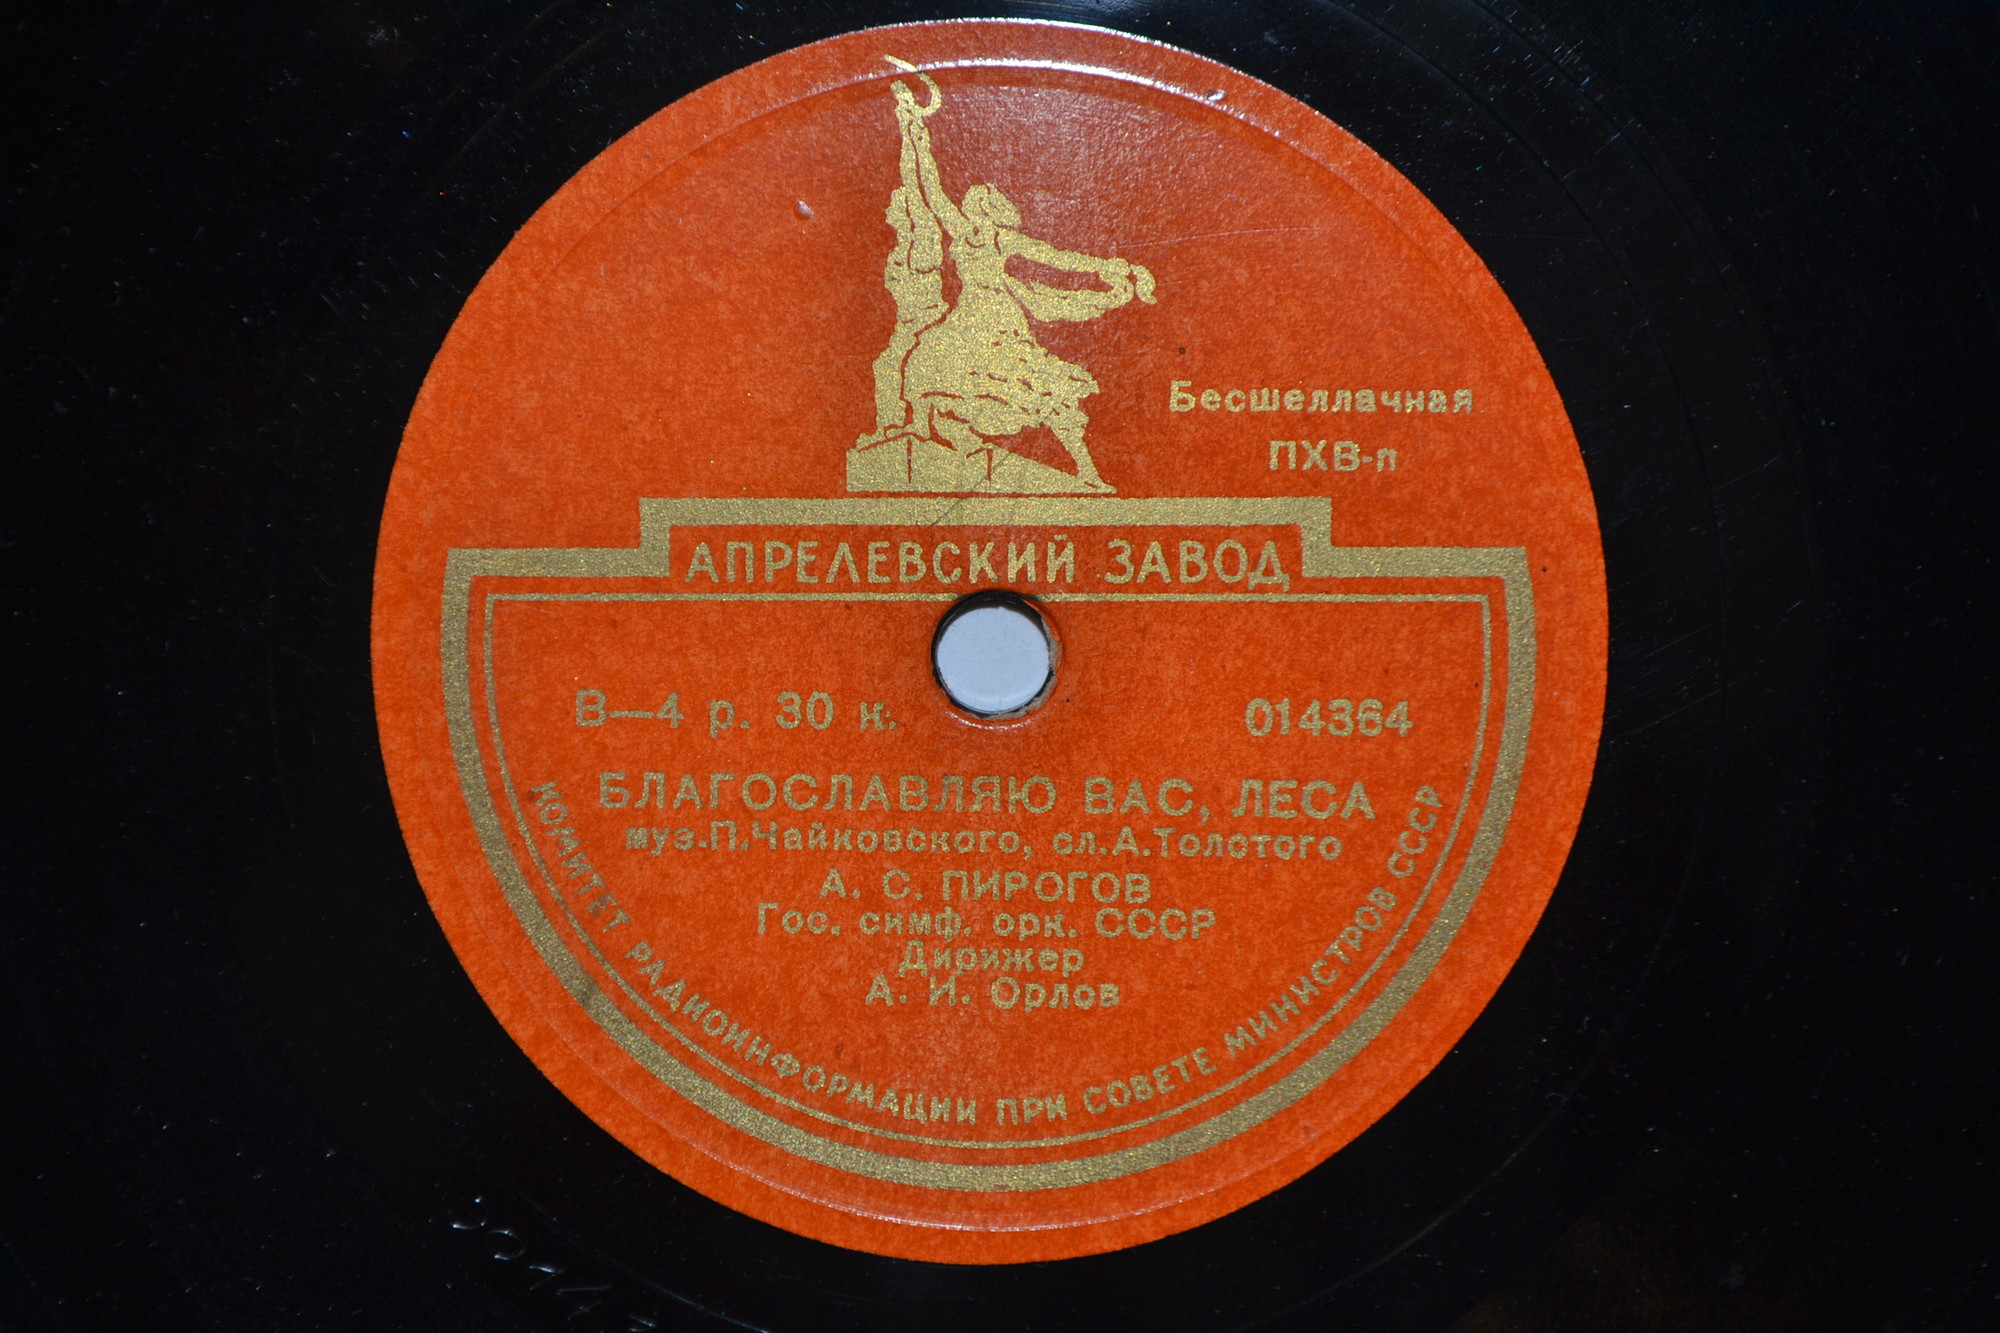 Бесшеллачная
ПХВ-п
АПРЕЛЕВСКИЙ ЗАВОД
В—4 р. 30 к. 014364
БЛАГОСЛАВЛЯЮ ВАС, ЛЕСА
муз.П.Чайковского, сл.А.Толстого
А. С. ПИРОГОВ
Гос. симф. орк. СССР
Дирижер
А. И. Орлов
КОМИТЕТ РАДИОИНФОРМАЦИИ ПРИ СОВЕТЕ МИНИСТРОВ СССР